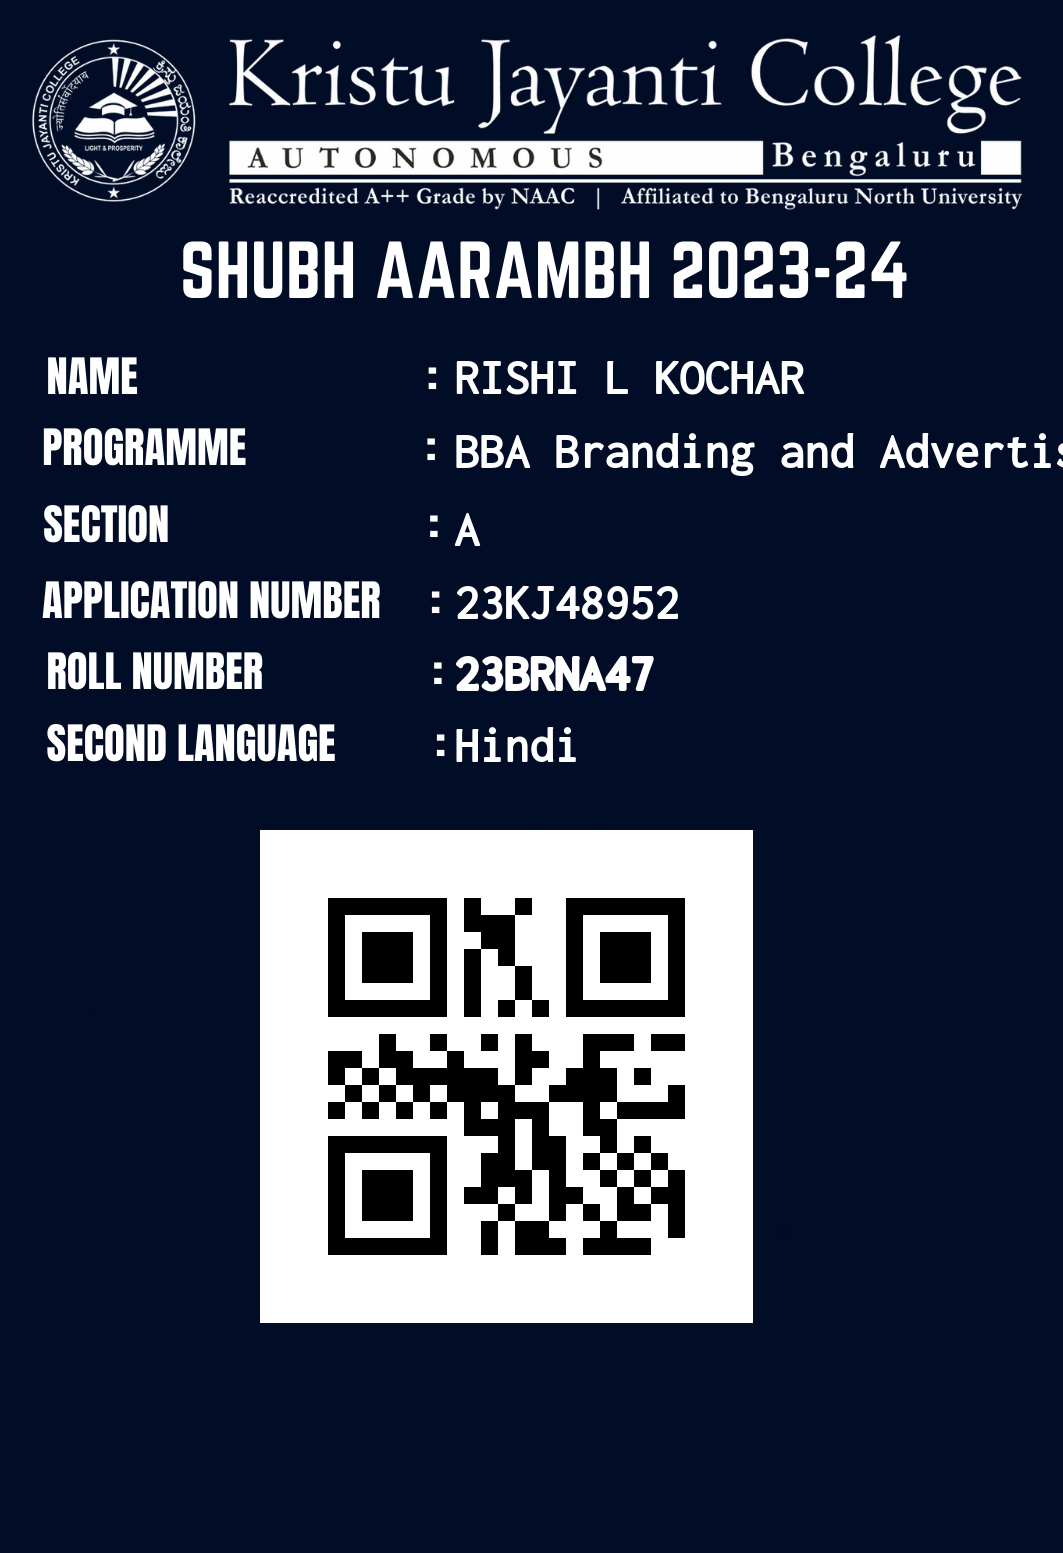 Kristu Jayanti College
AUTONOMOUS Bengaluru
Reaccredited A++ Grade by NAAC | Affiliated to Bengaluru North University
KRISTU JAYANTI COLLEGE
LIGHT & PROSPERITY
SHUBH AARAMBH 2023-24
NAME : RISHI L KOCHAR
PROGRAMME : BBA Branding and Advertis
SECTION : A
APPLICATION NUMBER : 23KJ48952
ROLL NUMBER : 23BRNA47
SECOND LANGUAGE : Hindi